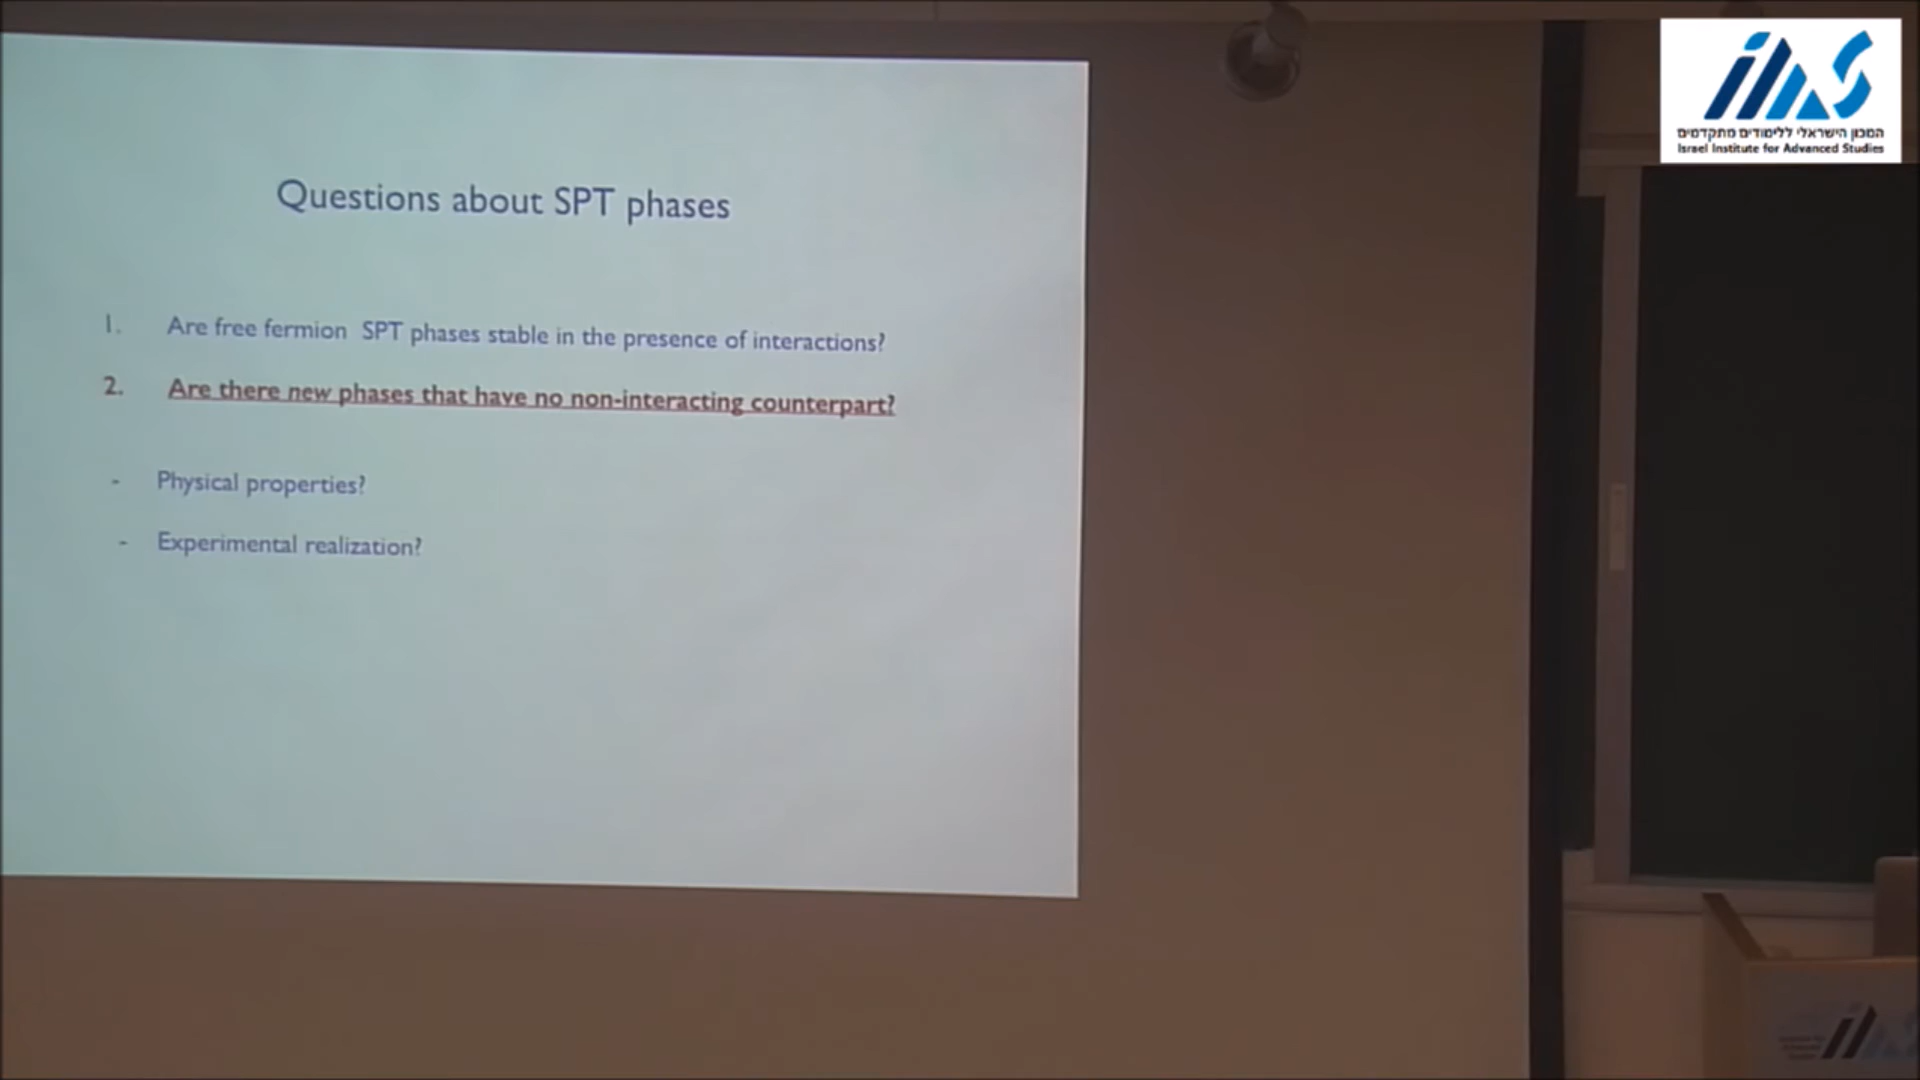 Questions about SPT phases
1. Are free fermion SPT phases stable in the presence of interactions?
2. Are there new phases that have no non-interacting counterpart?
- Physical properties?
- Experimental realization?
המכון הישראלי ללימודים מתקדמים
Israel Institute for Advanced Studies